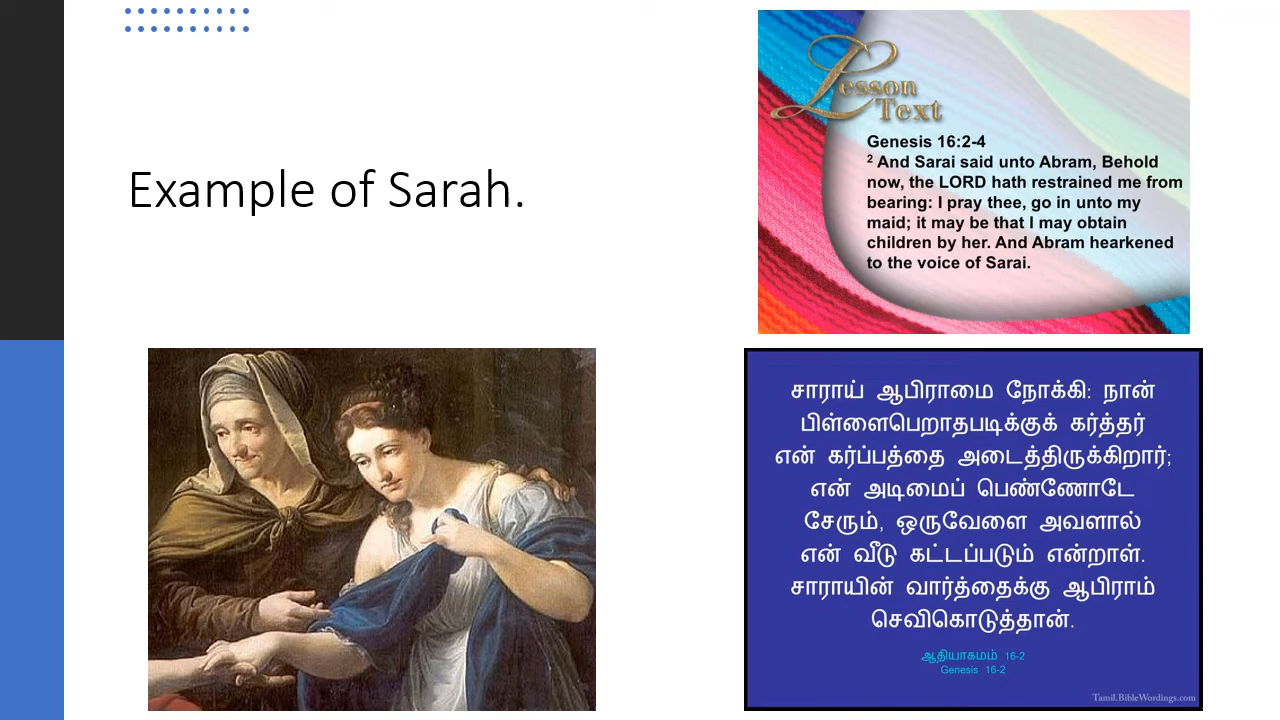 Example of Sarah.
Lesson
Text
Genesis 16:2-4
2 And Sarai said unto Abram, Behold
now, the LORD hath restrained me from
bearing: I pray thee, go in unto my
maid; it may be that I may obtain
children by her. And Abram hearkened
to the voice of Sarai.
சாராய் ஆபிராமை நோக்கி: நான்
பிள்ளைபெறாதபடிக்குக் கர்த்தர்
என் கர்ப்பத்தை அடைத்திருக்கிறார்;
என் அடிமைப் பெண்ணோடே
சேரும், ஒருவேளை அவளால்
என் வீடு கட்டப்படும் என்றாள்.
சாராயின் வார்த்தைக்கு ஆபிராம்
செவிகொடுத்தான்.
ஆதியாகமம் 16-2
Genesis 16-2
Tamil.BibleWordings.com